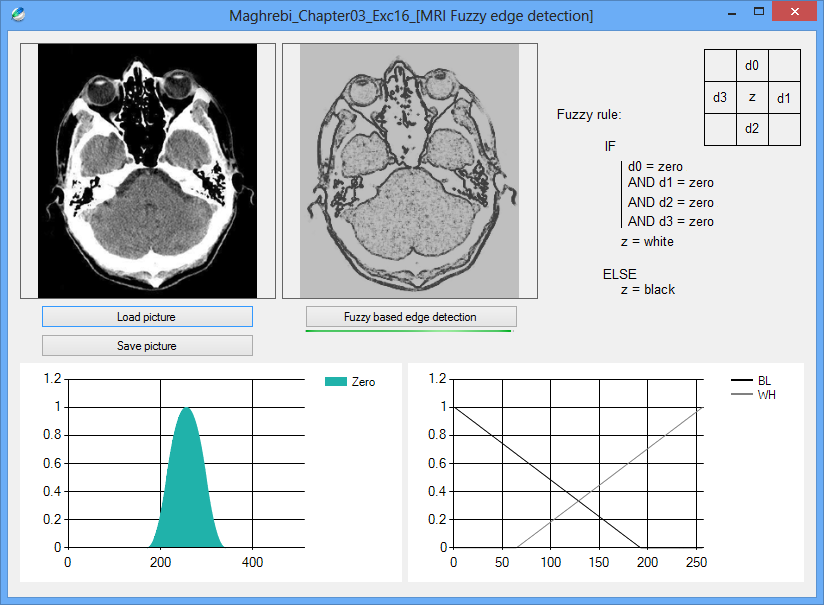 Maghrebi_Chapter03_Exc16_[MRI Fuzzy edge detection]
d0
d3 z d1
d2
Fuzzy rule:
IF
d0 = zero
AND d1 = zero
AND d2 = zero
AND d3 = zero
z = white
ELSE
z = black
Load picture
Fuzzy based edge detection
Save picture
1.2
1
0.8
0.6
0.4
0.2
0
0 200 400
Zero
1.2
1
0.8
0.6
0.4
0.2
0
0 50 100 150 200 250
BL
WH